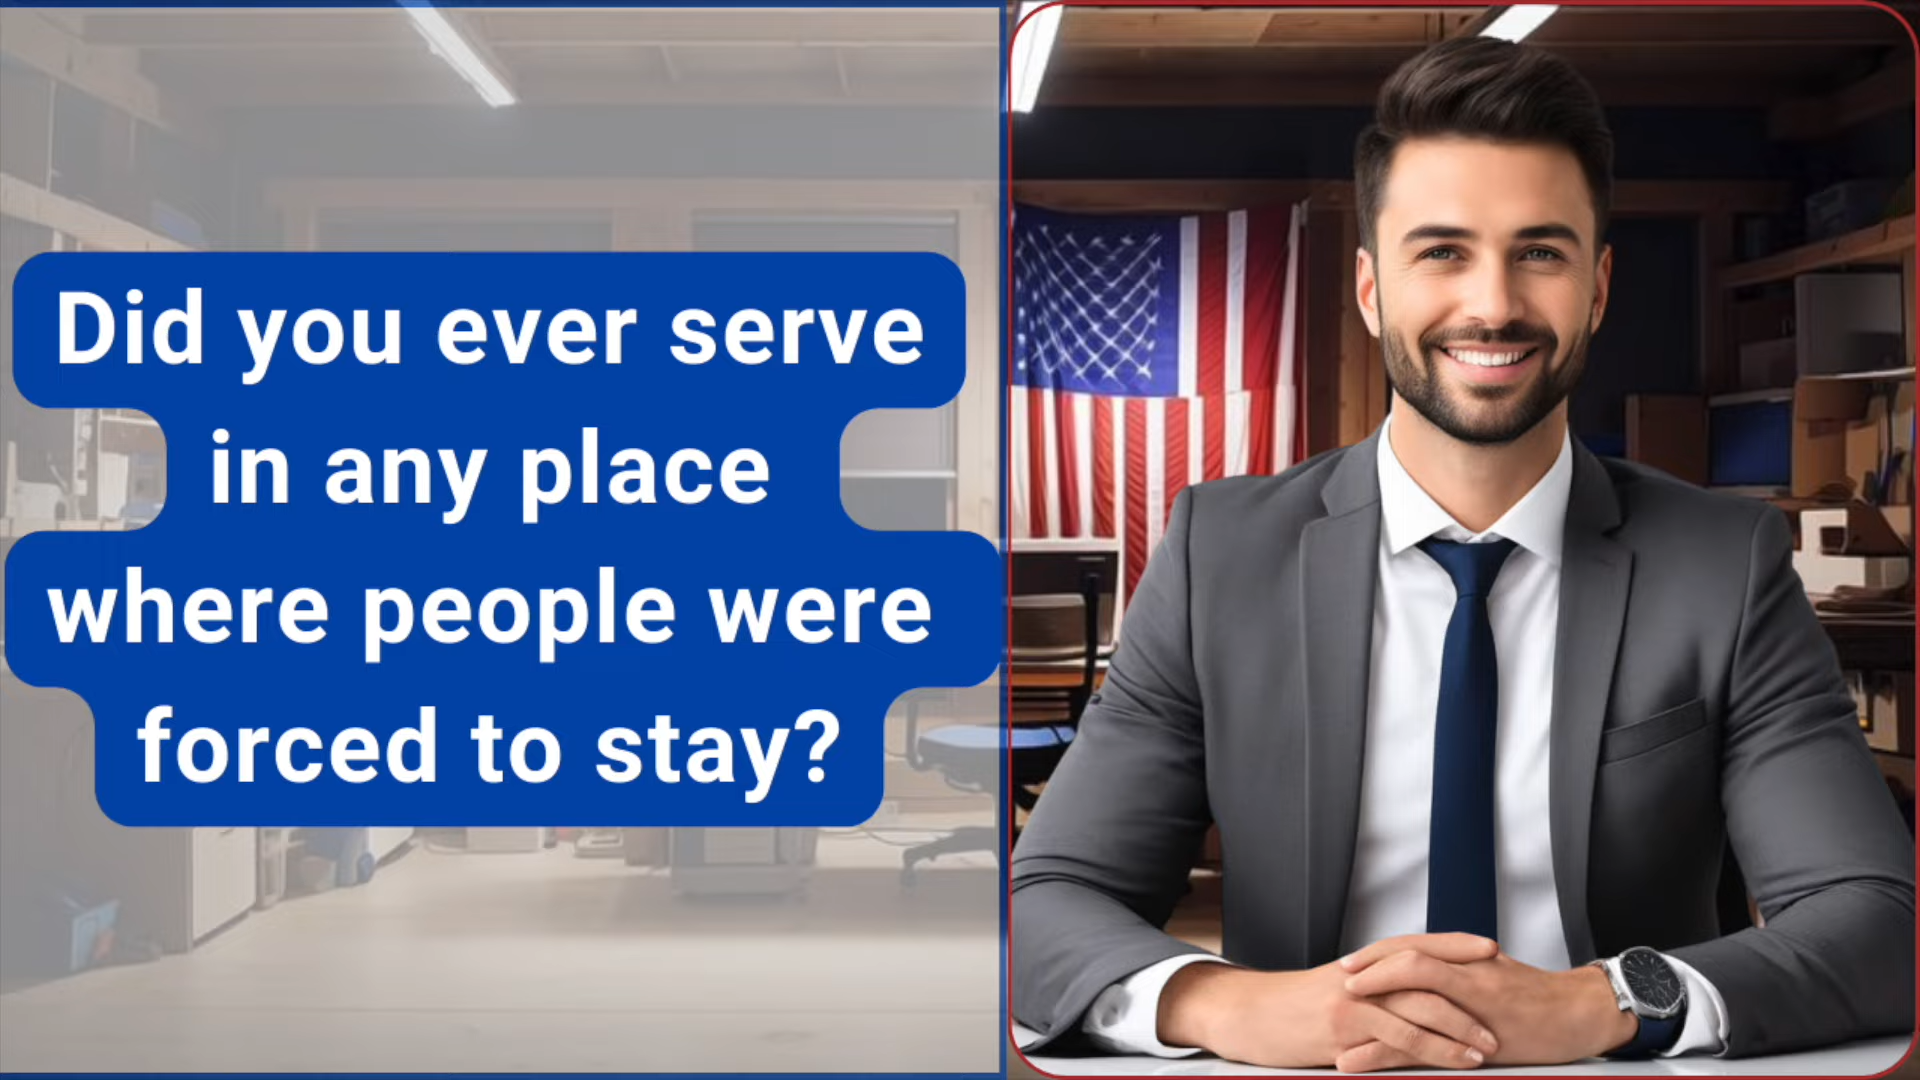 Did you ever serve
in any place
where people were
forced to stay?